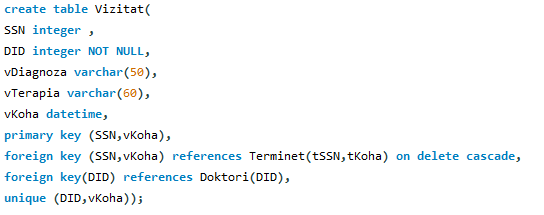 create table Vizitat(
SSN integer ,
DID integer NOT NULL,
vDiagnoza varchar(50),
vTerapia varchar(60),
vKoha datetime,
primary key (SSN,vKoha),
foreign key (SSN,vKoha) references Terminet(tSSN,tKoha) on delete cascade,
foreign key(DID) references Doktori(DID),
unique (DID,vKoha));